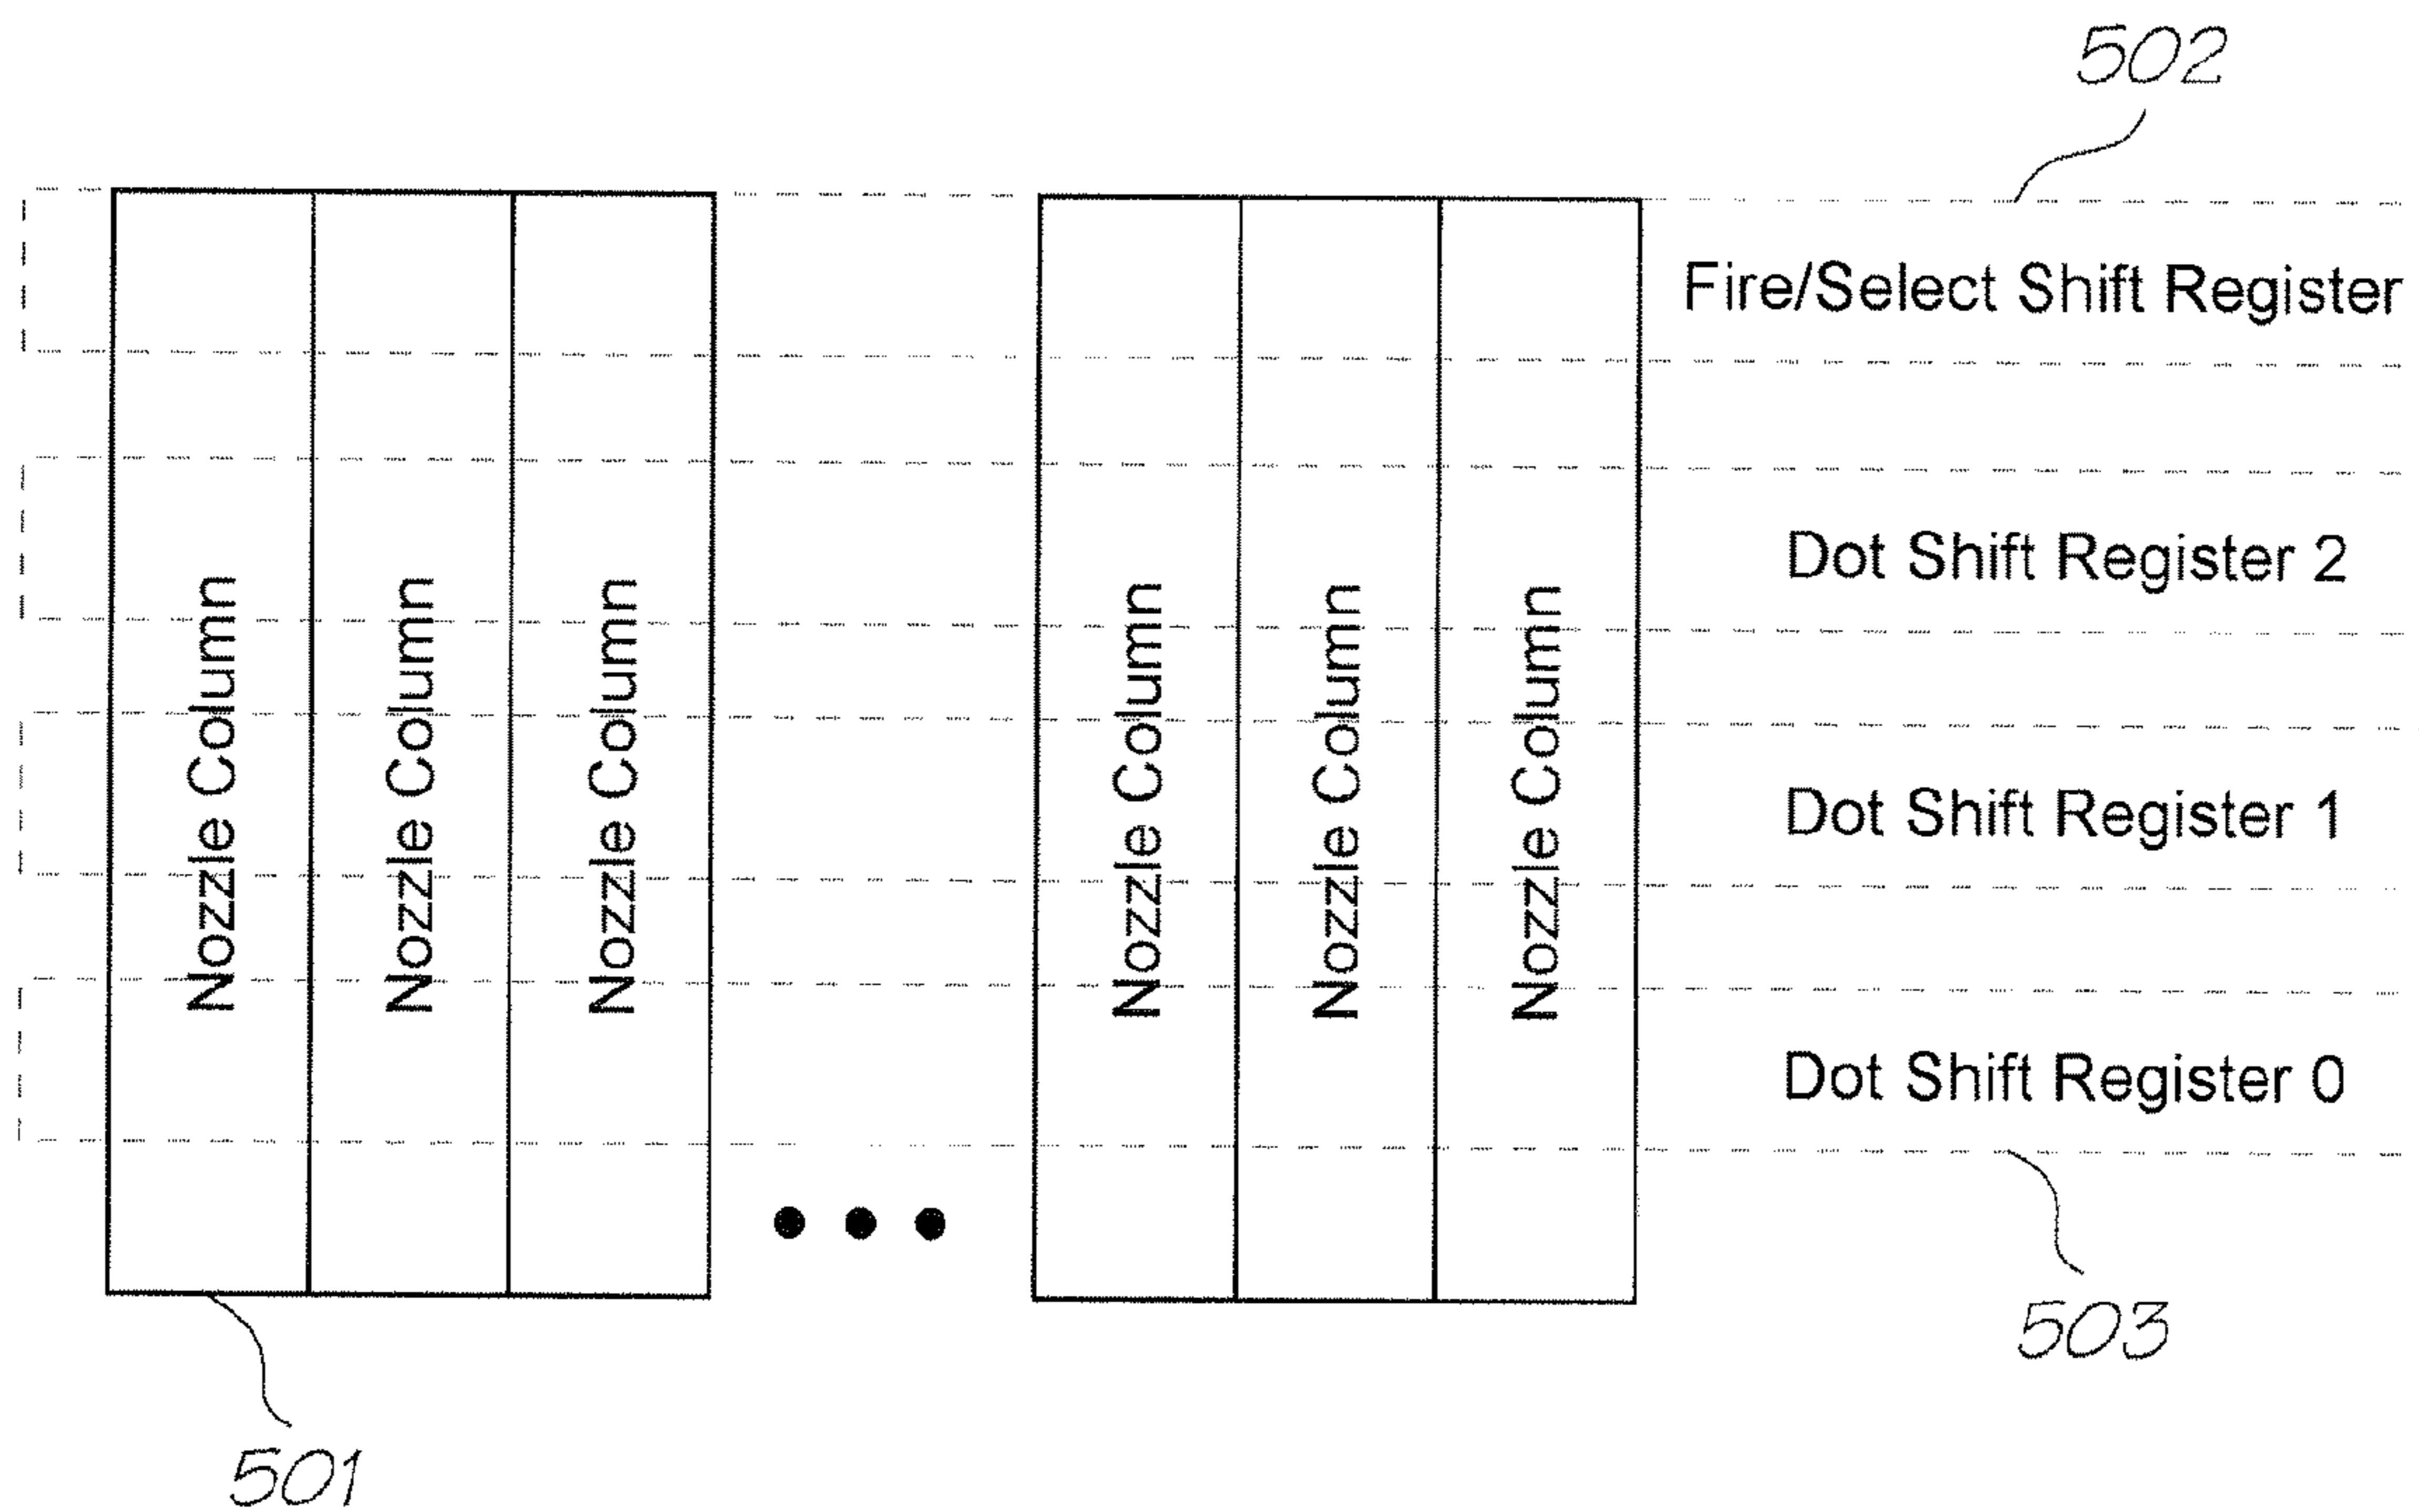 502
Fire/Select Shift Register
Nozzle Column
Nozzle Column
Nozzle Column
Nozzle Column
Nozzle Column
Nozzle Column
Dot Shift Register 2
Dot Shift Register 1
Dot Shift Register 0
503
501